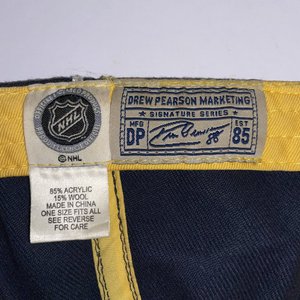 NHL
© NHL
DREW PEARSON MARKETING
SIGNATURE SERIES
MFG
DP
EST
85
88
85% ACRYLIC
15% WOOL
MADE IN CHINA
ONE SIZE FITS ALL
SEE REVERSE
FOR CARE